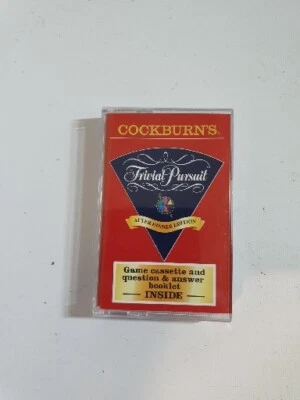 COCKBURN'S
Trivial Pursuit
AFTER DINNER EDITION
Game cassette and
question & answer
booklet
INSIDE